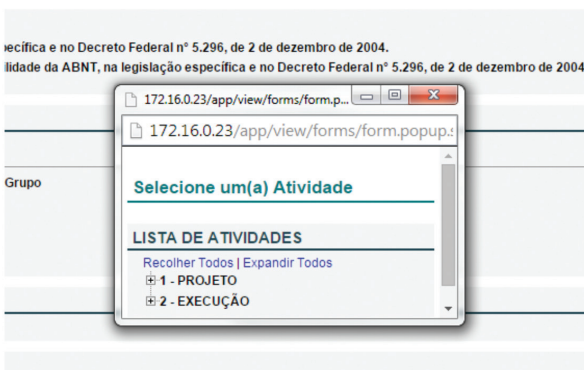 pecífica e no Decreto Federal n° 5.296, de 2 de dezembro de 2004.
ilidade da ABNT, na legislação específica e no Decreto Federal n° 5.296, de 2 de dezembro de 2004
172.16.0.23/app/view/forms/form.p...
172.16.0.23/app/view/forms/form.popup.
Grupo
Selecione um(a) Atividade
LISTA DE ATIVIDADES
Recolher Todos | Expandir Todos
1 - PROJETO
2 - EXECUÇÃO